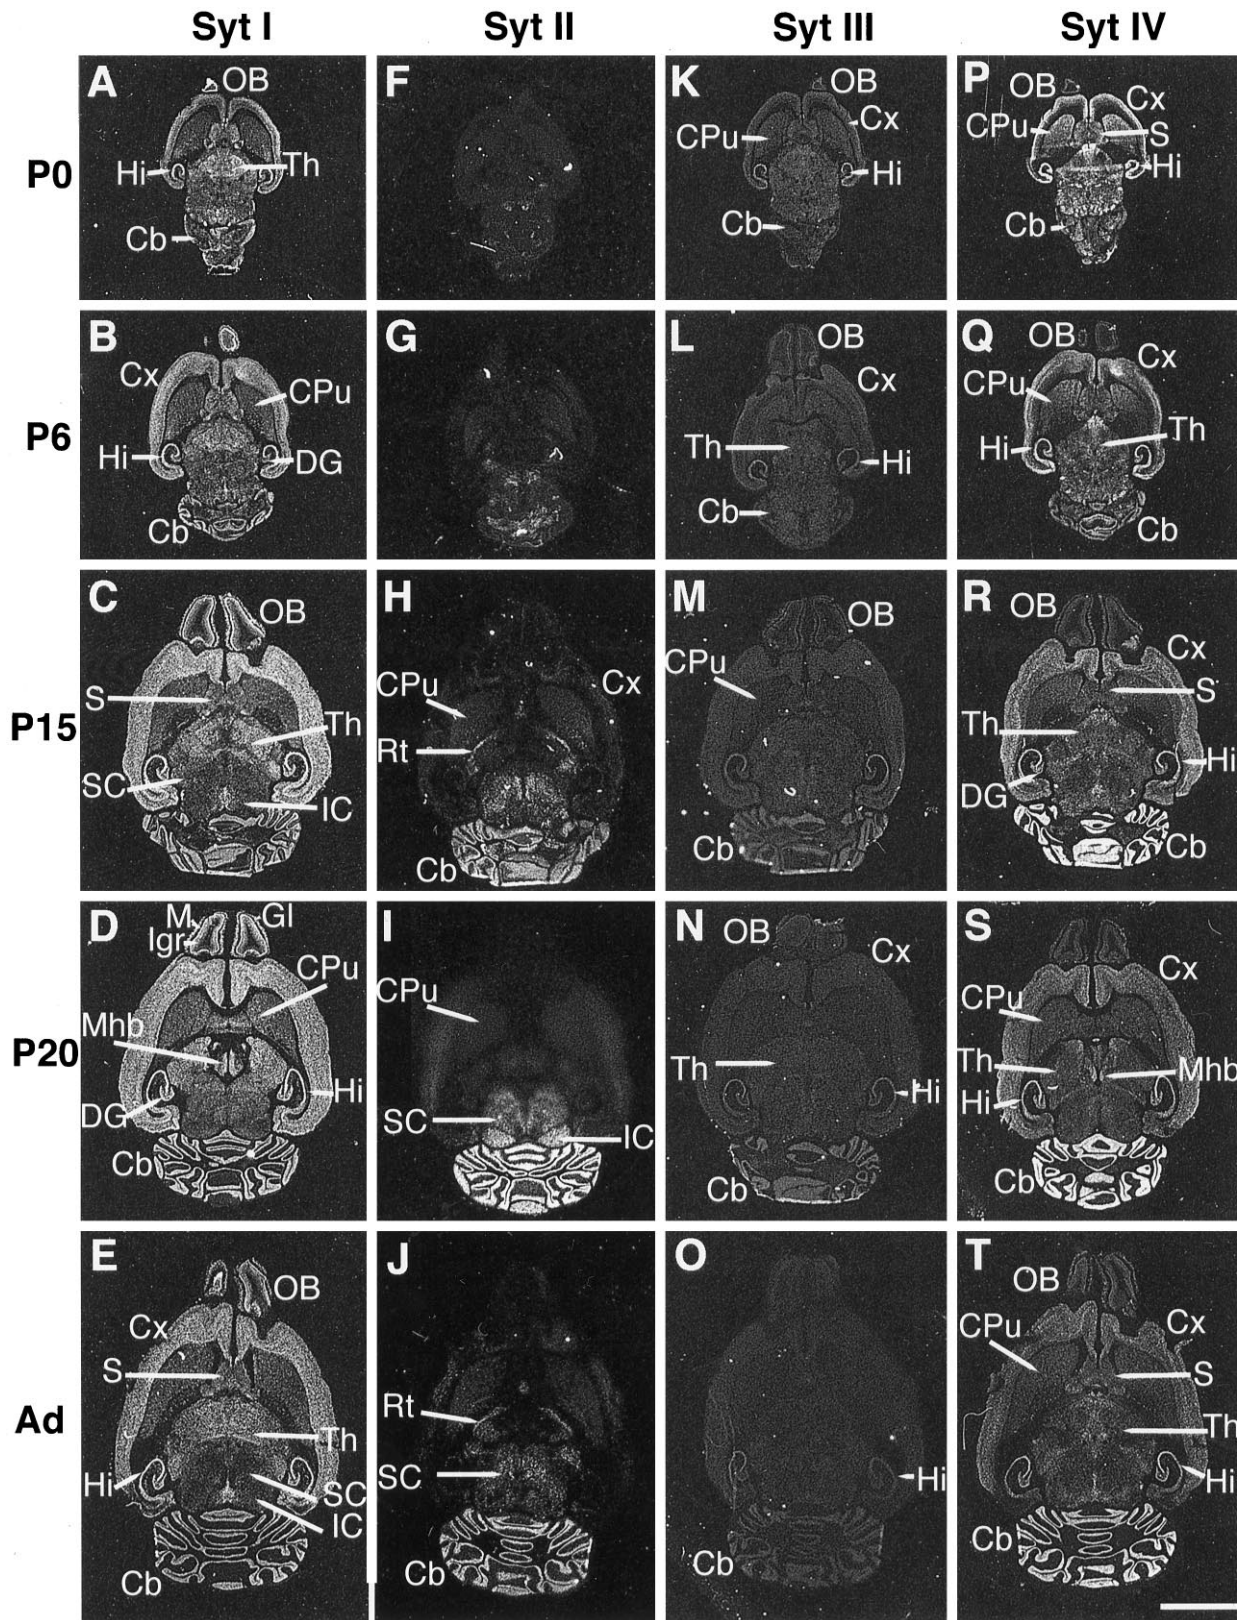 Syt I Syt II Syt III Syt IV
P0
A OB Hi Th Cb
F
K CPu Cx Hi Cb
P OB Cx CPu S Hi Cb
P6
B Cx CPu Hi DG Cb
G
L OB Cx Th Hi Cb
Q OB Cx CPu Hi Th Cb
P15
C OB S Th SC IC
H CPu Cx Rt Cb
M OB CPu Cb
R OB Cx S Th Hi DG Cb
P20
D M Gl Igr CPu Mhb Hi DG Cb
I CPu SC IC
N OB Cx Th Hi Cb
S Cx CPu Th Mhb Hi Cb
Ad
E OB Cx S Th Hi SC IC Cb
J Rt SC Cb
O Hi Cb
T OB CPu Cx S Th Hi Cb